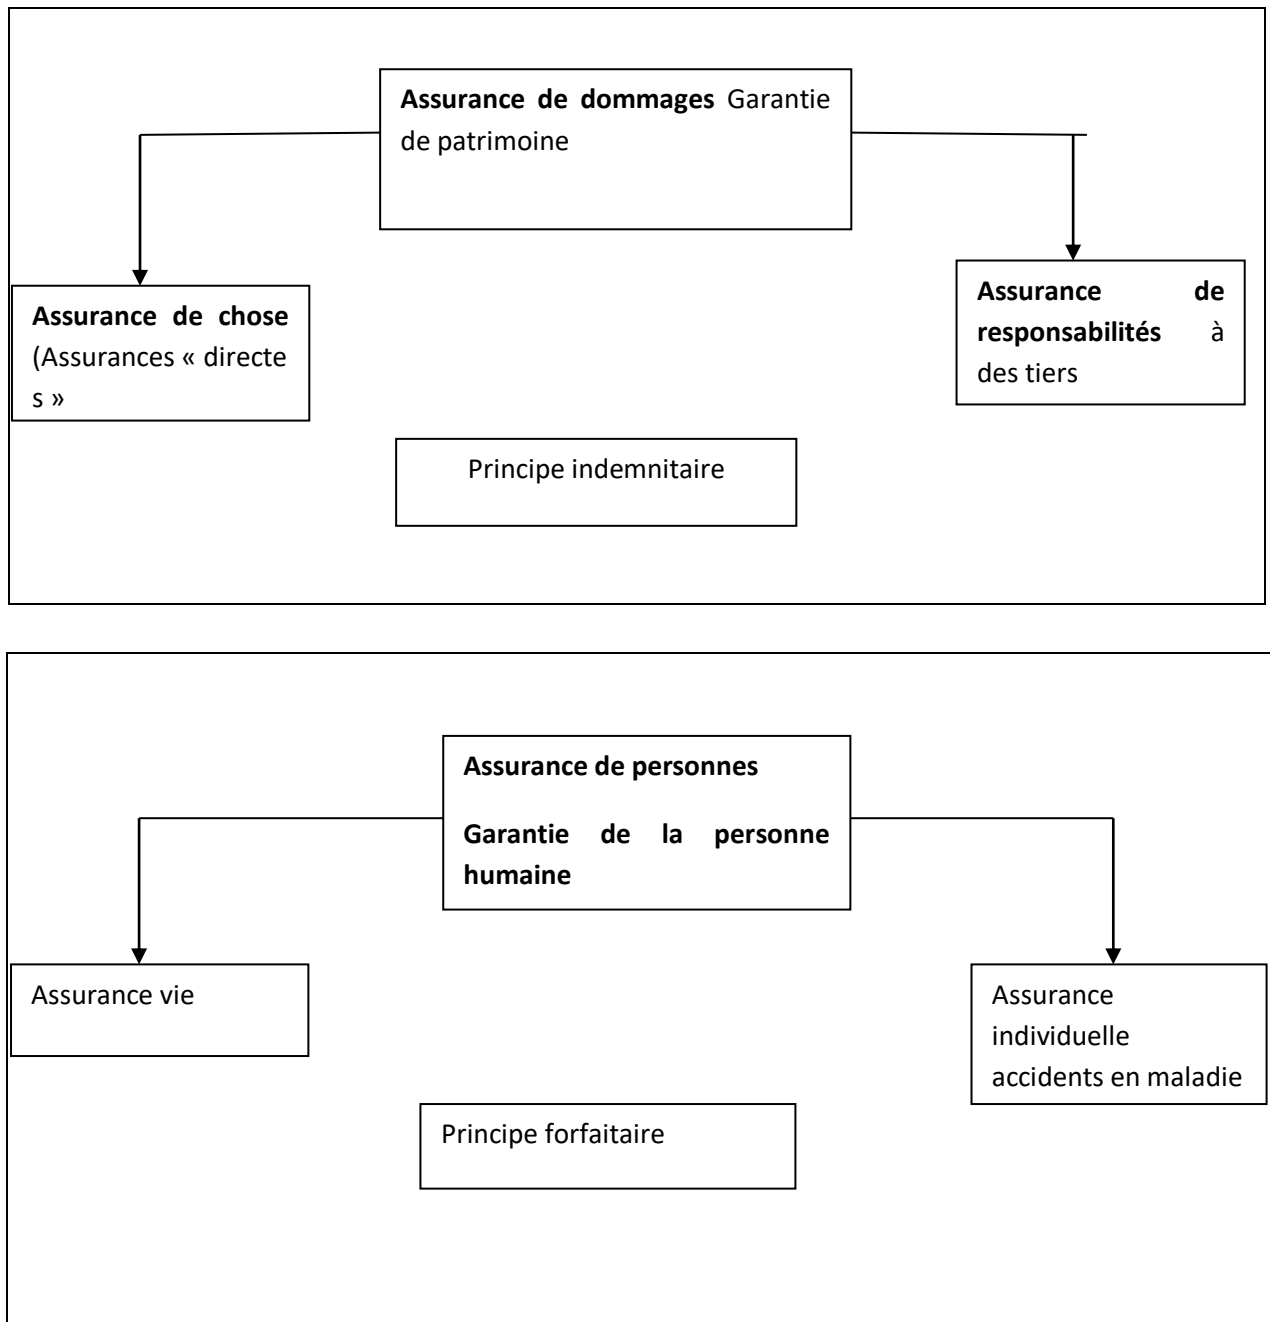 Assurance de dommages Garantie
de patrimoine
Assurance de chose
(Assurances « directe
s »
Assurance de
responsabilités à
des tiers
Principe indemnitaire
Assurance de personnes
Garantie de la personne
humaine
Assurance vie
Assurance
individuelle
accidents en maladie
Principe forfaitaire